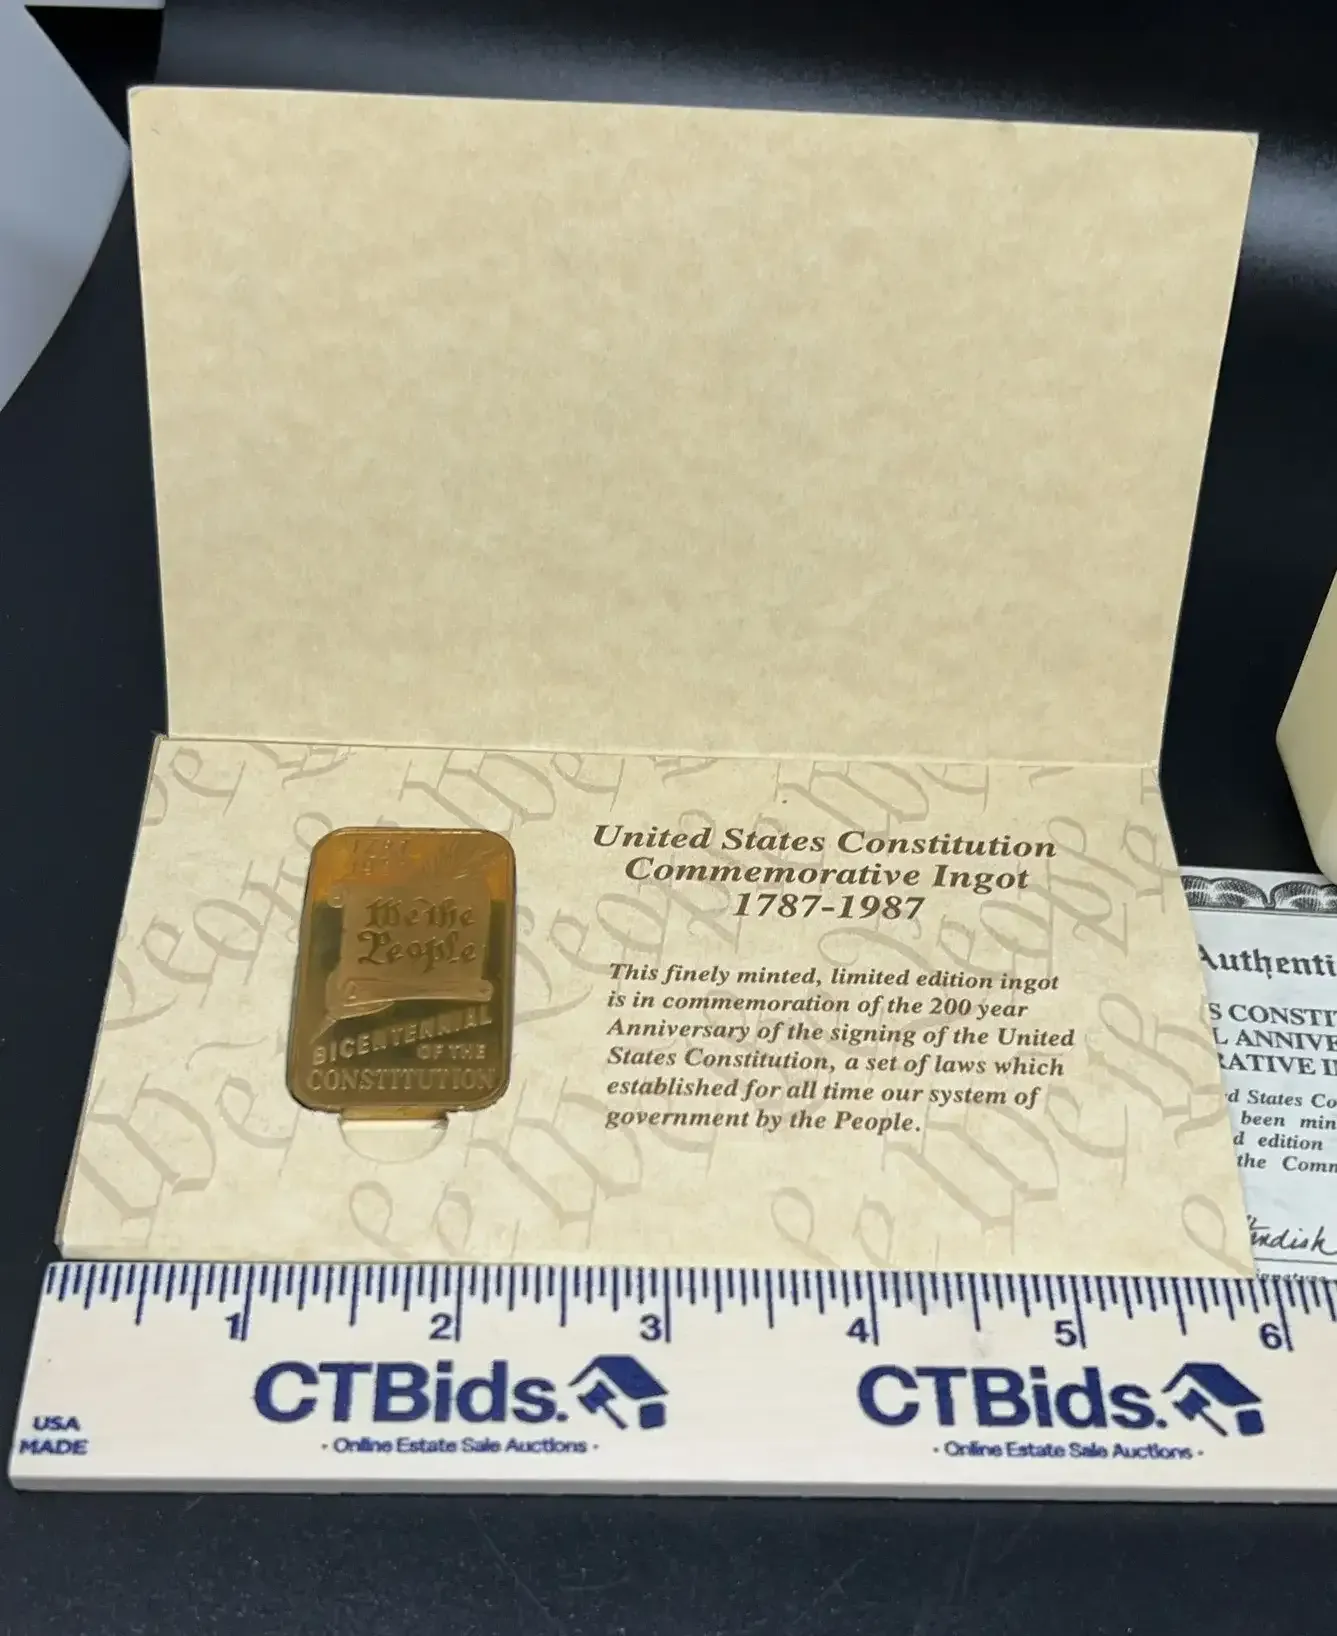 1787
We the
People
BICENTENNIAL
OF THE
CONSTITUTION
United States Constitution
Commemorative Ingot
1787-1987
This finely minted, limited edition ingot
is in commemoration of the 200 year
Anniversary of the signing of the United
States Constitution, a set of laws which
established for all time our system of
government by the People.
Authenti
S CONSTI
L ANNIVE
RATIVE I
d States Co
been min
d edition
the Comm
1 2 3 4 5 6
CTBids. CTBids.
- Online Estate Sale Auctions - - Online Estate Sale Auctions -
USA
MADE